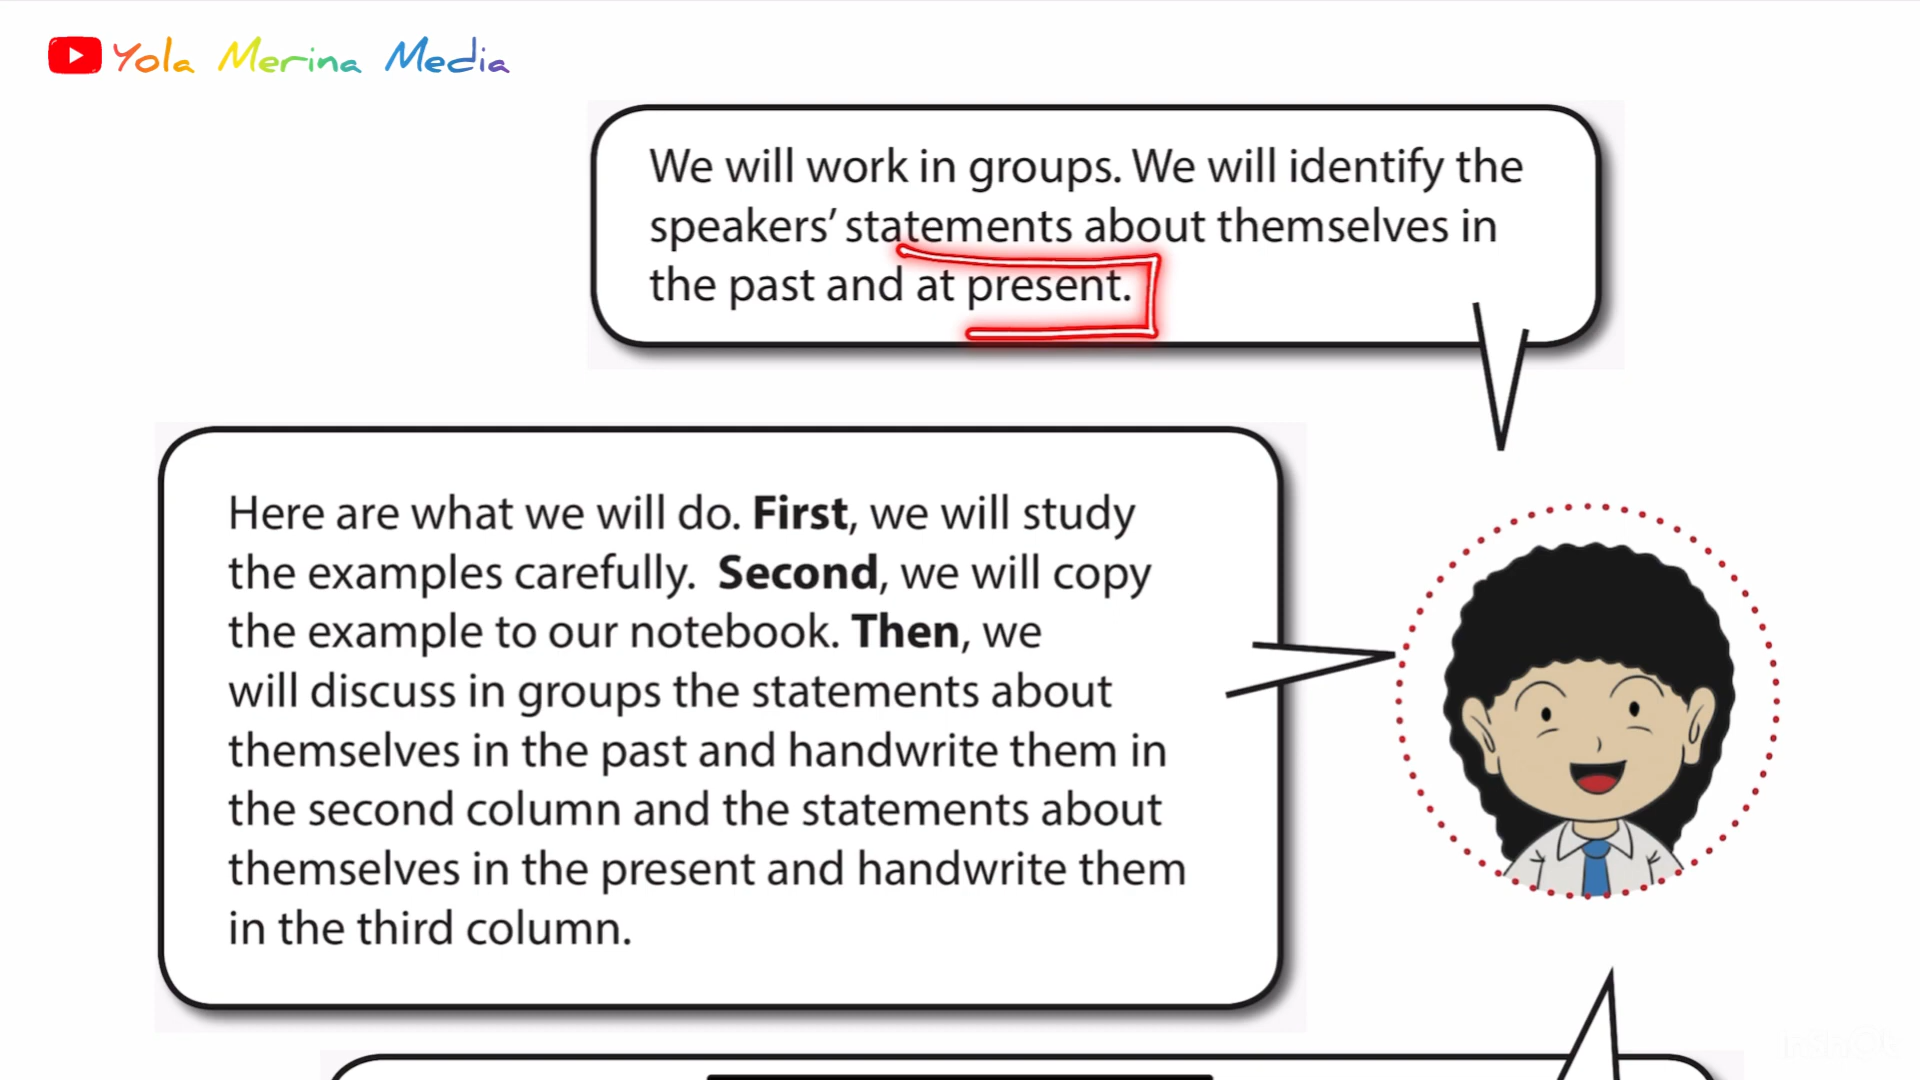 Yola Merina Media
We will work in groups. We will identify the
speakers’ statements about themselves in
the past and at present.
Here are what we will do. First, we will study
the examples carefully. Second, we will copy
the example to our notebook. Then, we
will discuss in groups the statements about
themselves in the past and handwrite them in
the second column and the statements about
themselves in the present and handwrite them
in the third column.